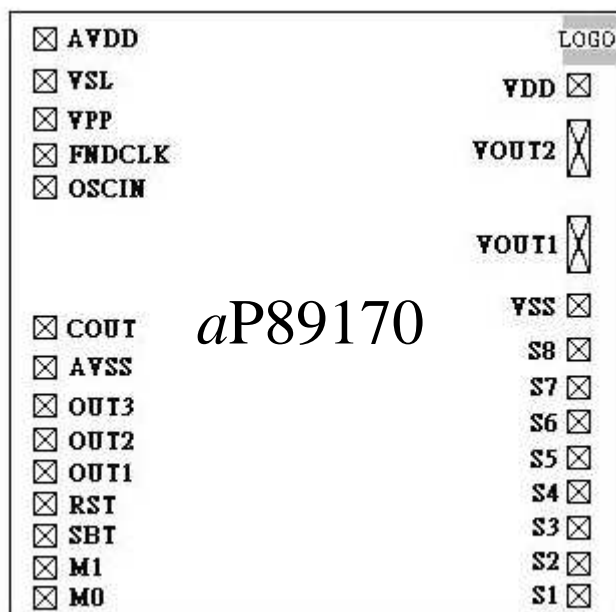 AVDD
VSL
VPP
FNDCLK
OSCIN
COUT
AVSS
OUT3
OUT2
OUT1
RST
SBT
M1
M0
aP89170
LOGO
VDD
VOUT2
VOUT1
VSS
S8
S7
S6
S5
S4
S3
S2
S1